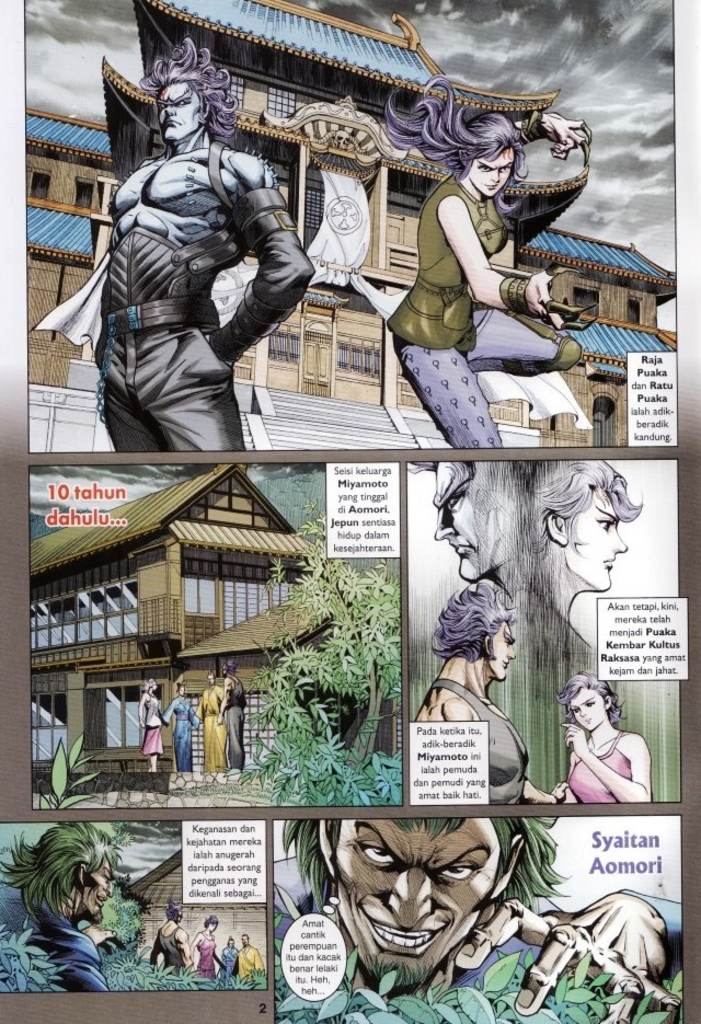 Raja
Puaka
dan Ratu
Puaka
ialah adik-
beradik
kandung.
10 tahun
dahulu...
Seisi keluarga
Miyamoto
yang tinggal
di Aomori,
Jepun sentiasa
hidup dalam
kesejahteraan.
Akan tetapi, kini,
mereka telah
menjadi Puaka
Kembar Kultus
Raksasa yang amat
kejam dan jahat.
Pada ketika itu,
adik-beradik
Miyamoto ini
ialah pemuda
dan pemudi yang
amat baik hati.
Keganasan dan
kejahatan mereka
ialah anugerah
daripada seorang
pengganas yang
dikenali sebagai...
Syaitan
Aomori
Amat
cantik
perempuan
itu dan kacak
benar lelaki
itu. Heh,
heh...
2